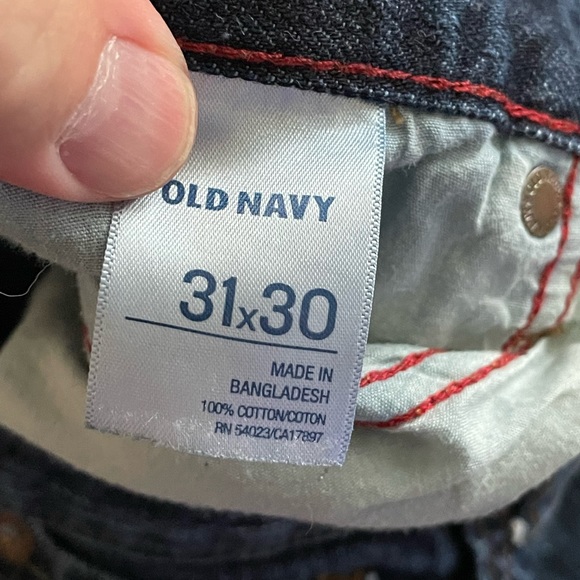 OLD NAVY
31x30
MADE IN
BANGLADESH
100% COTTON/COTON
RN 54023/CA17897